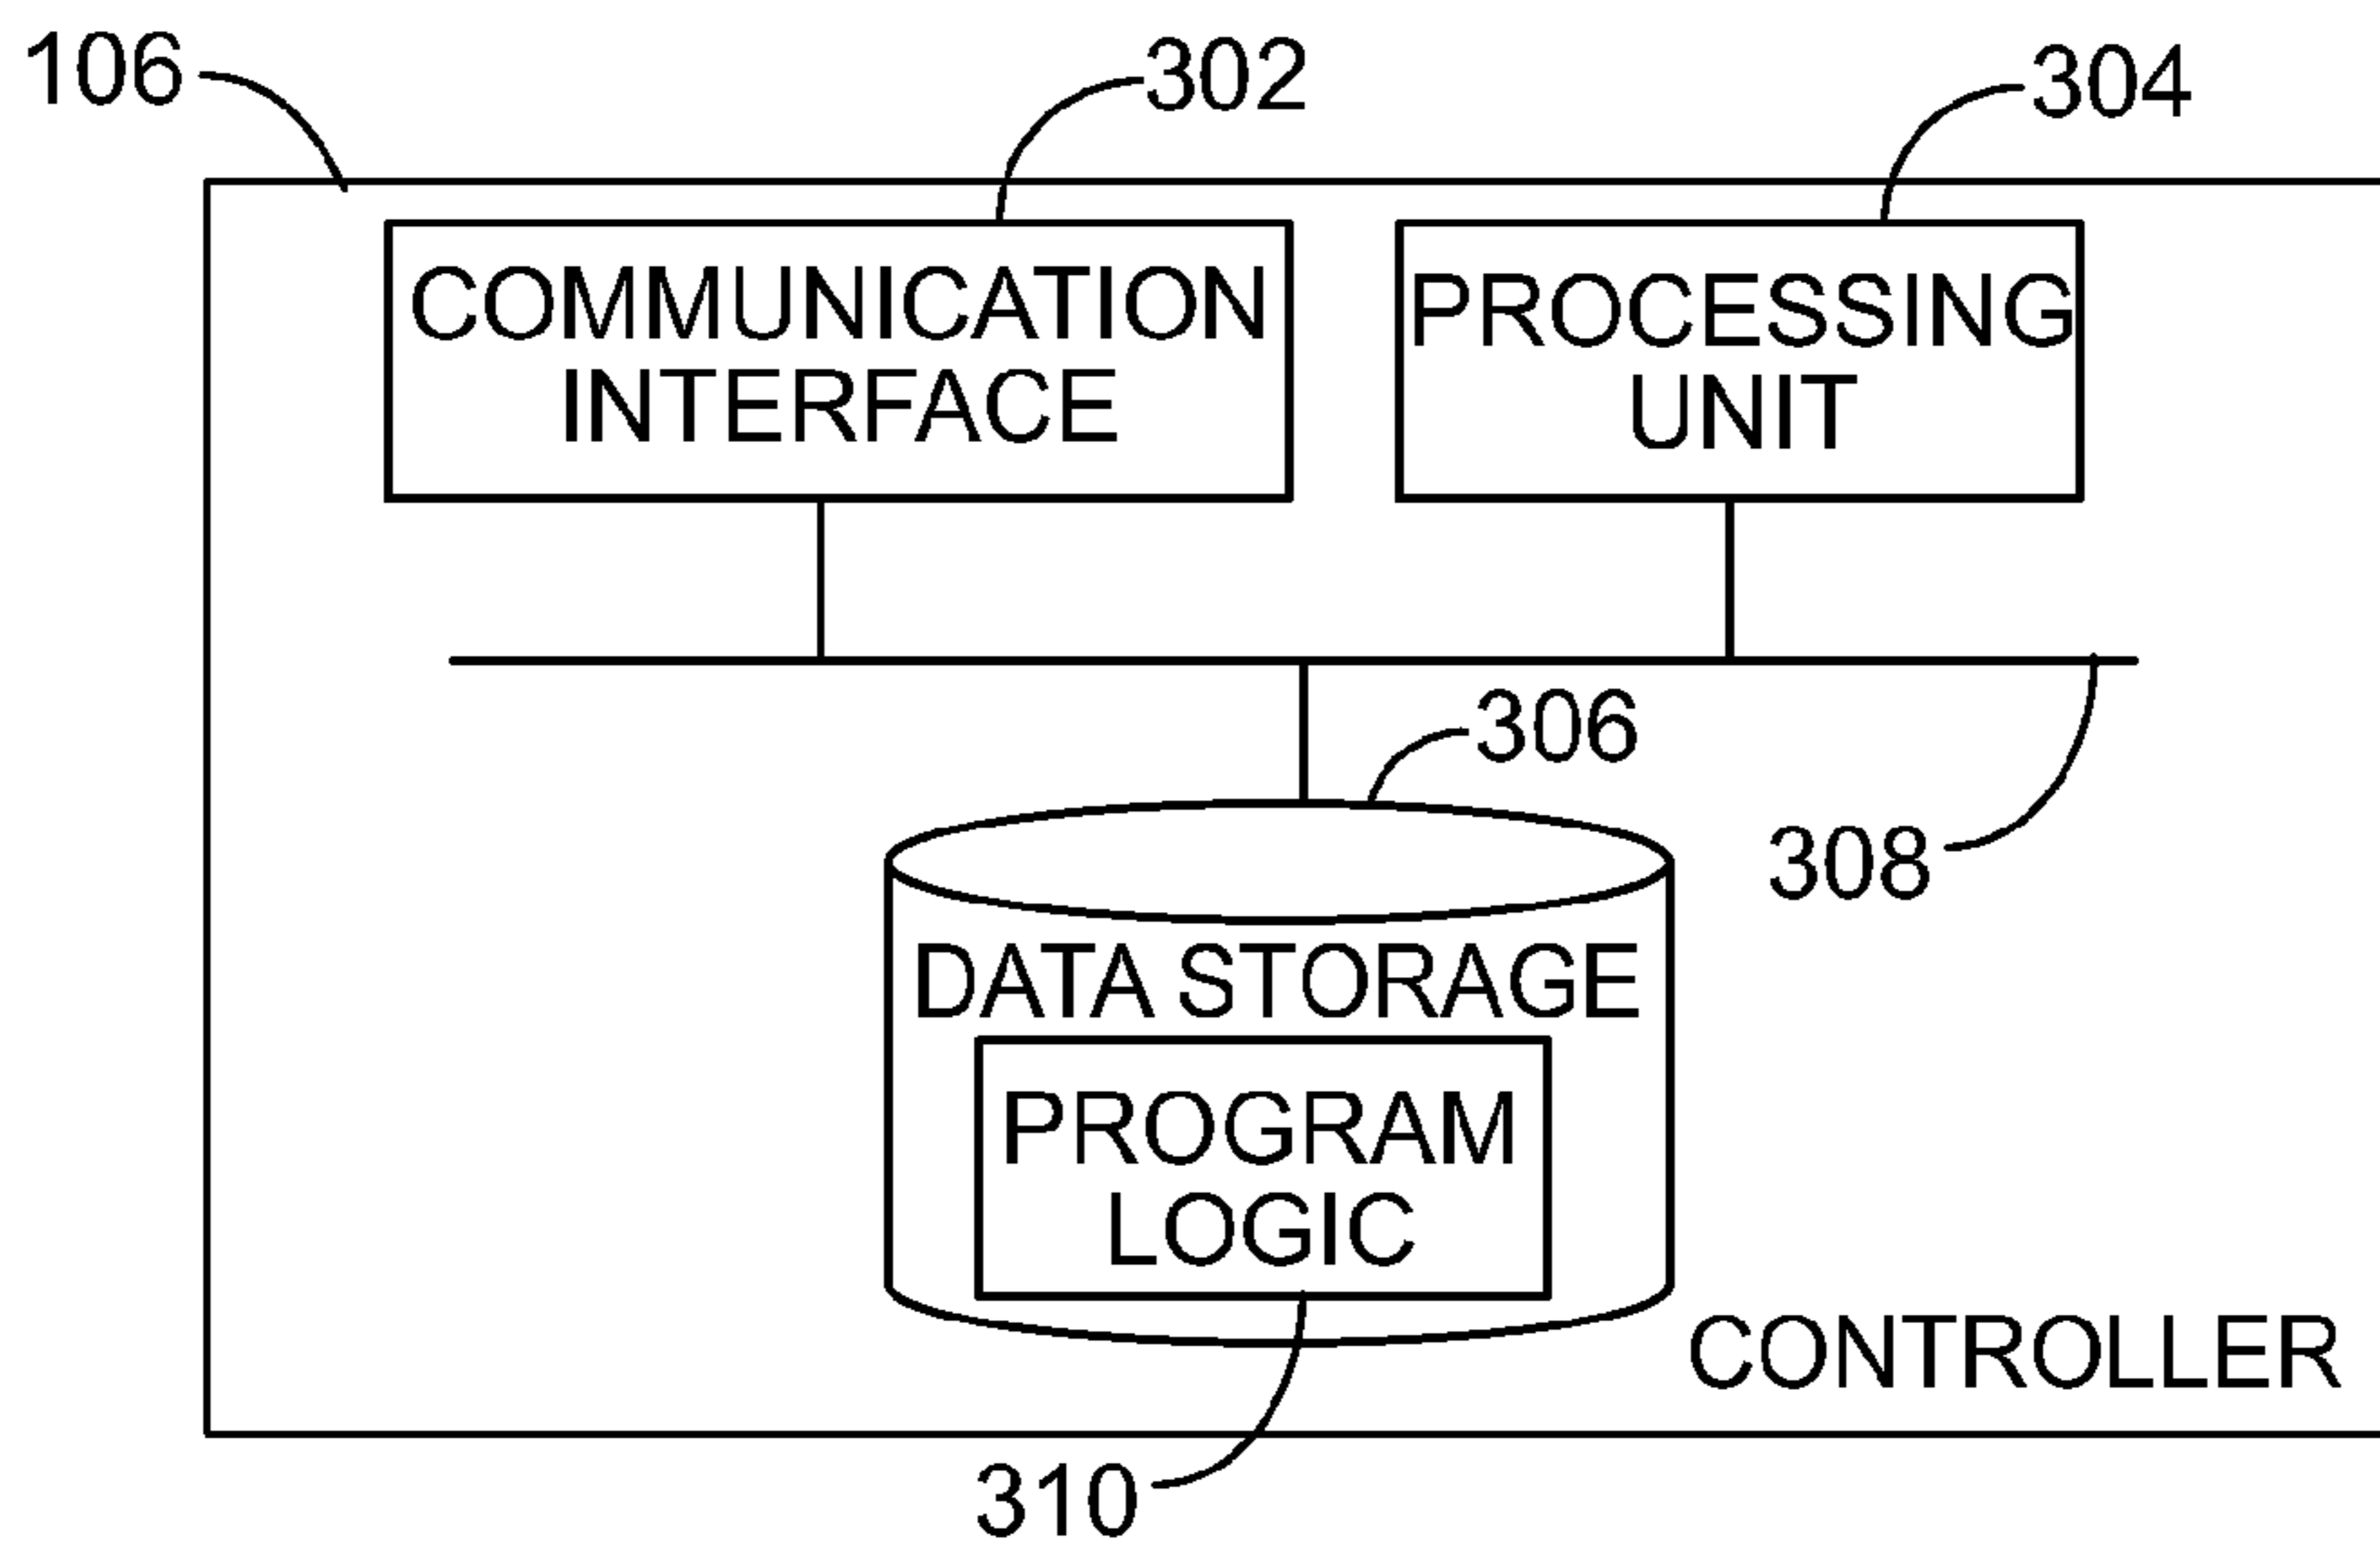 106
302
304
COMMUNICATION
INTERFACE
PROCESSING
UNIT
306
308
DATA STORAGE
PROGRAM
LOGIC
CONTROLLER
310